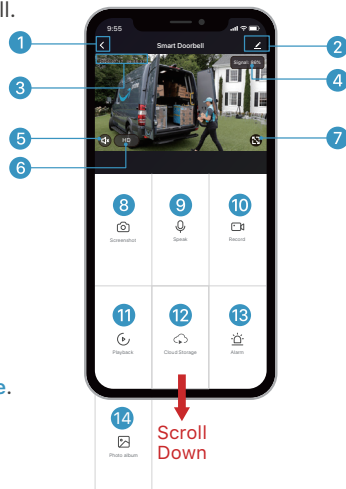 ll.
9:55
1
Smart Doorbell
2
Signal: 98%
3
4
5
HD
7
6
8
9
10
Screenshot
Speak
Record
11
12
13
Playback
Cloud Storage
Alarm
e.
14
Scroll
Down
Photo album